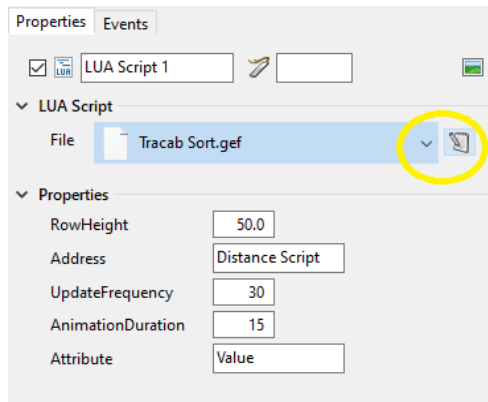 Properties Events
LUA LUA Script 1
LUA Script
File Tracab Sort.gef
Properties
RowHeight 50.0
Address Distance Script
UpdateFrequency 30
AnimationDuration 15
Attribute Value